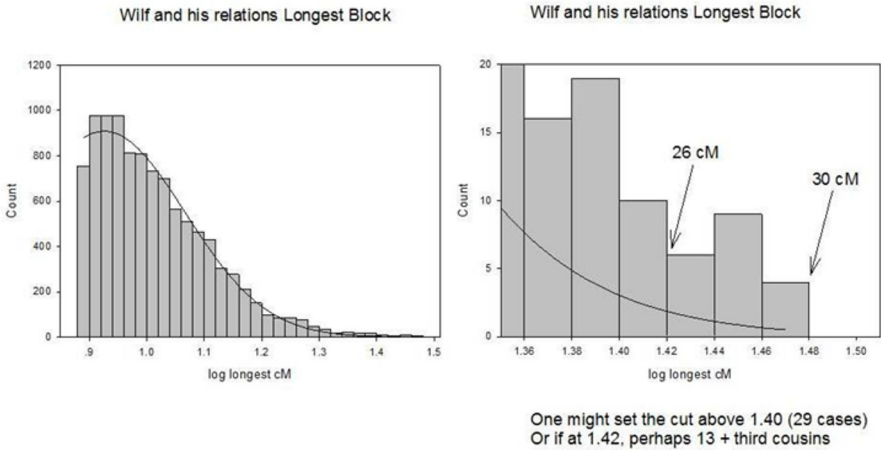 Wilf and his relations Longest Block
1200
1000
800
600
400
200
0
Count
.9 1.0 1.1 1.2 1.3 1.4 1.5
log longest cM
Wilf and his relations Longest Block
20
15
10
5
0
Count
26 cM
30 cM
1.36 1.38 1.40 1.42 1.44 1.46 1.48 1.50
log longest cM
One might set the cut above 1.40 (29 cases)
Or if at 1.42, perhaps 13 + third cousins